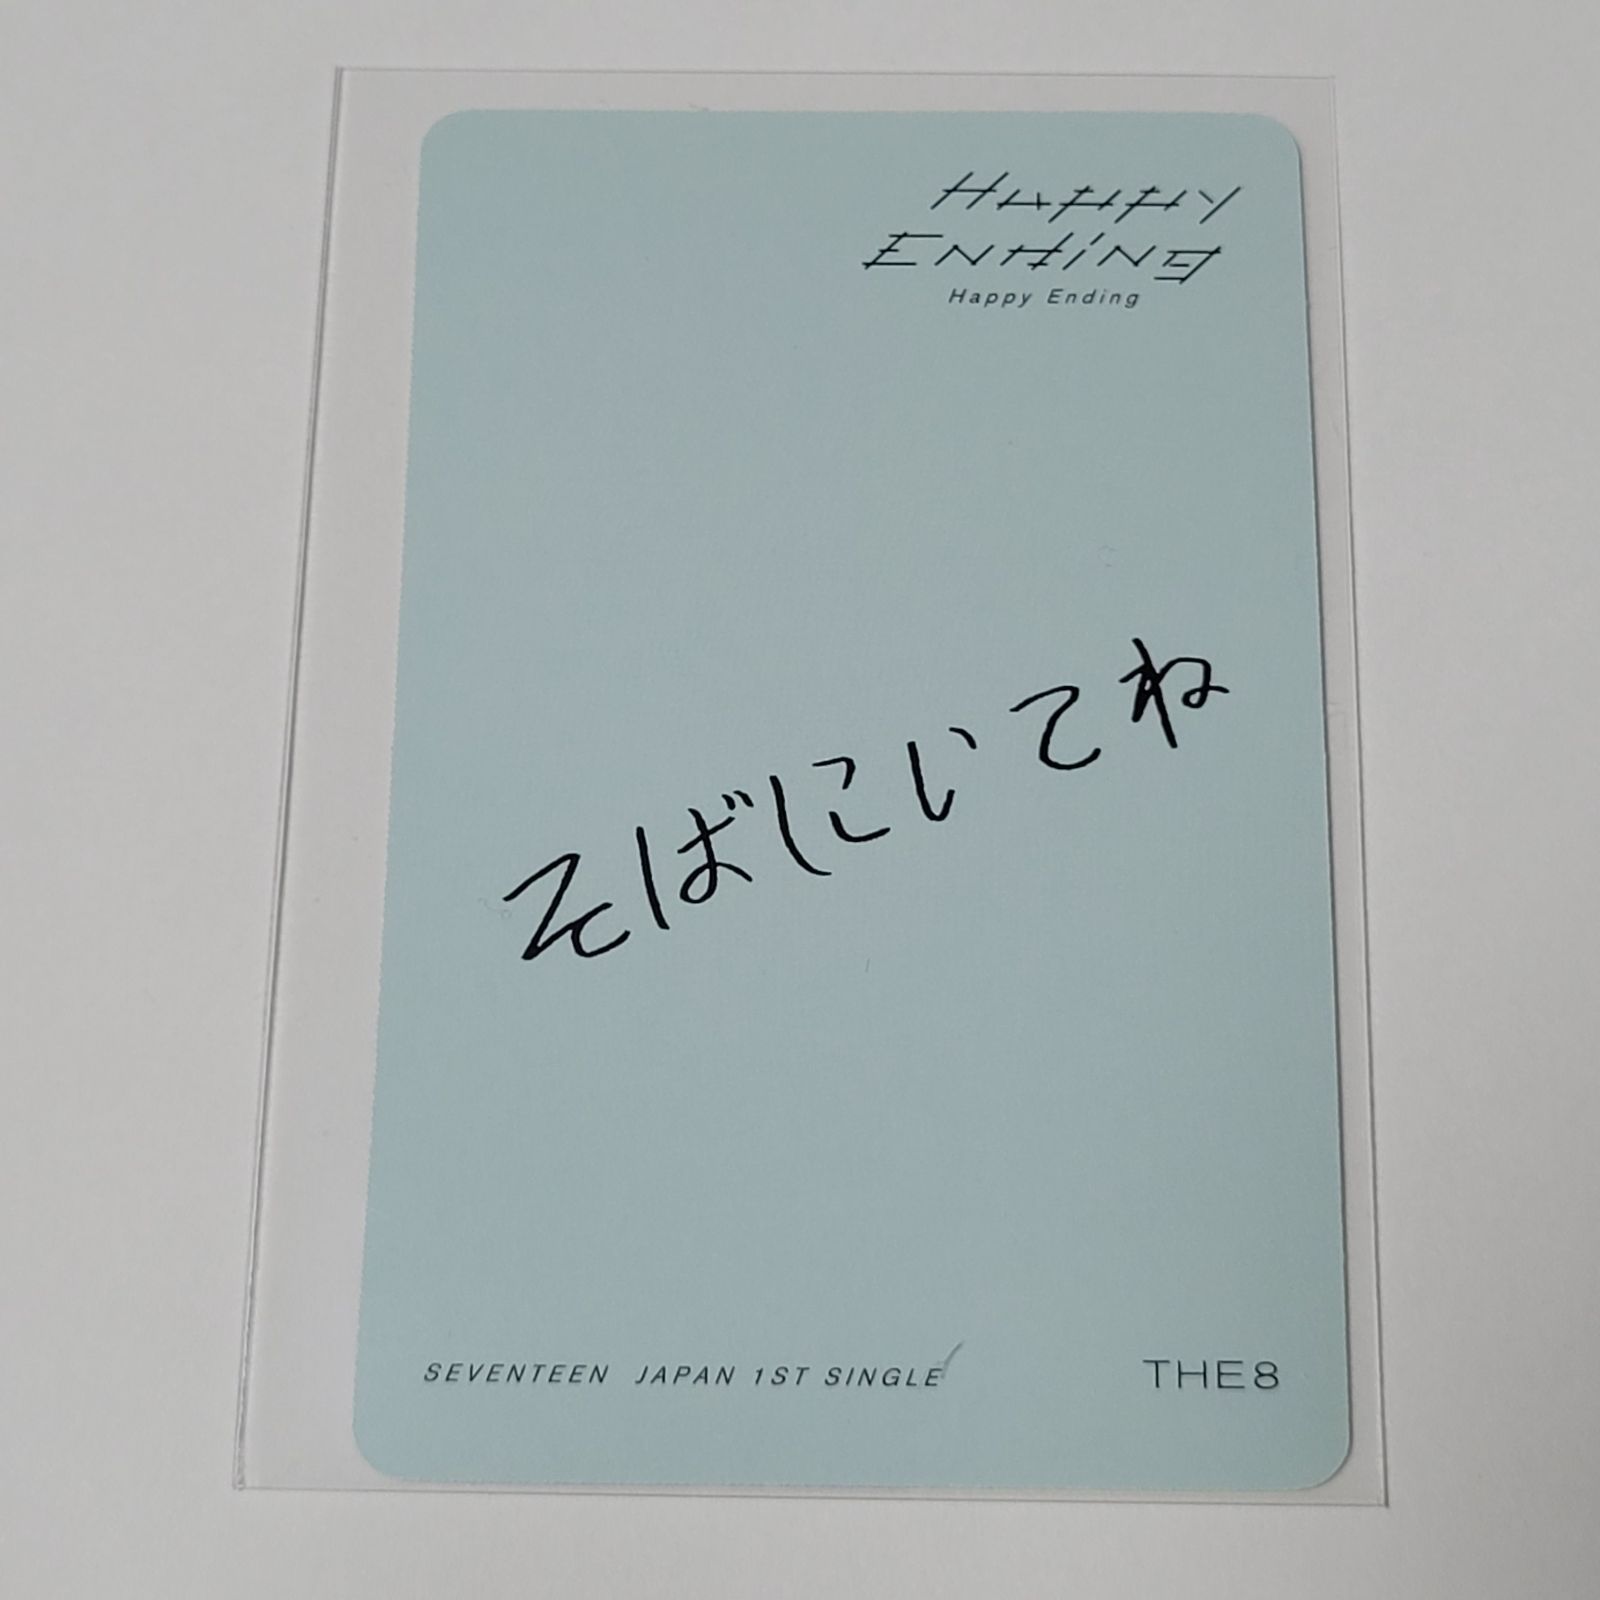 Happy
Ending
Happy Ending
そばにいてね
SEVENTEEN JAPAN 1ST SINGLE
THE8